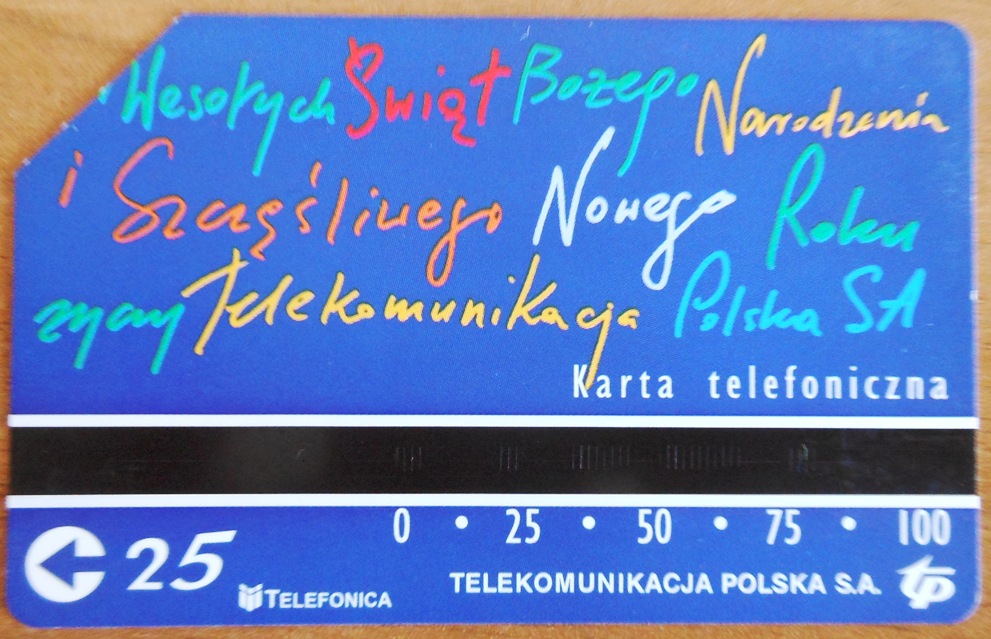 Wesołych Świąt Bożego Narodzenia
i Szczęśliwego Nowego Roku
życzy Telekomunikacja Polska SA
Karta telefoniczna
0 • 25 • 50 • 75 • 100
25
TELEFONICA
TELEKOMUNIKACJA POLSKA S.A. tp